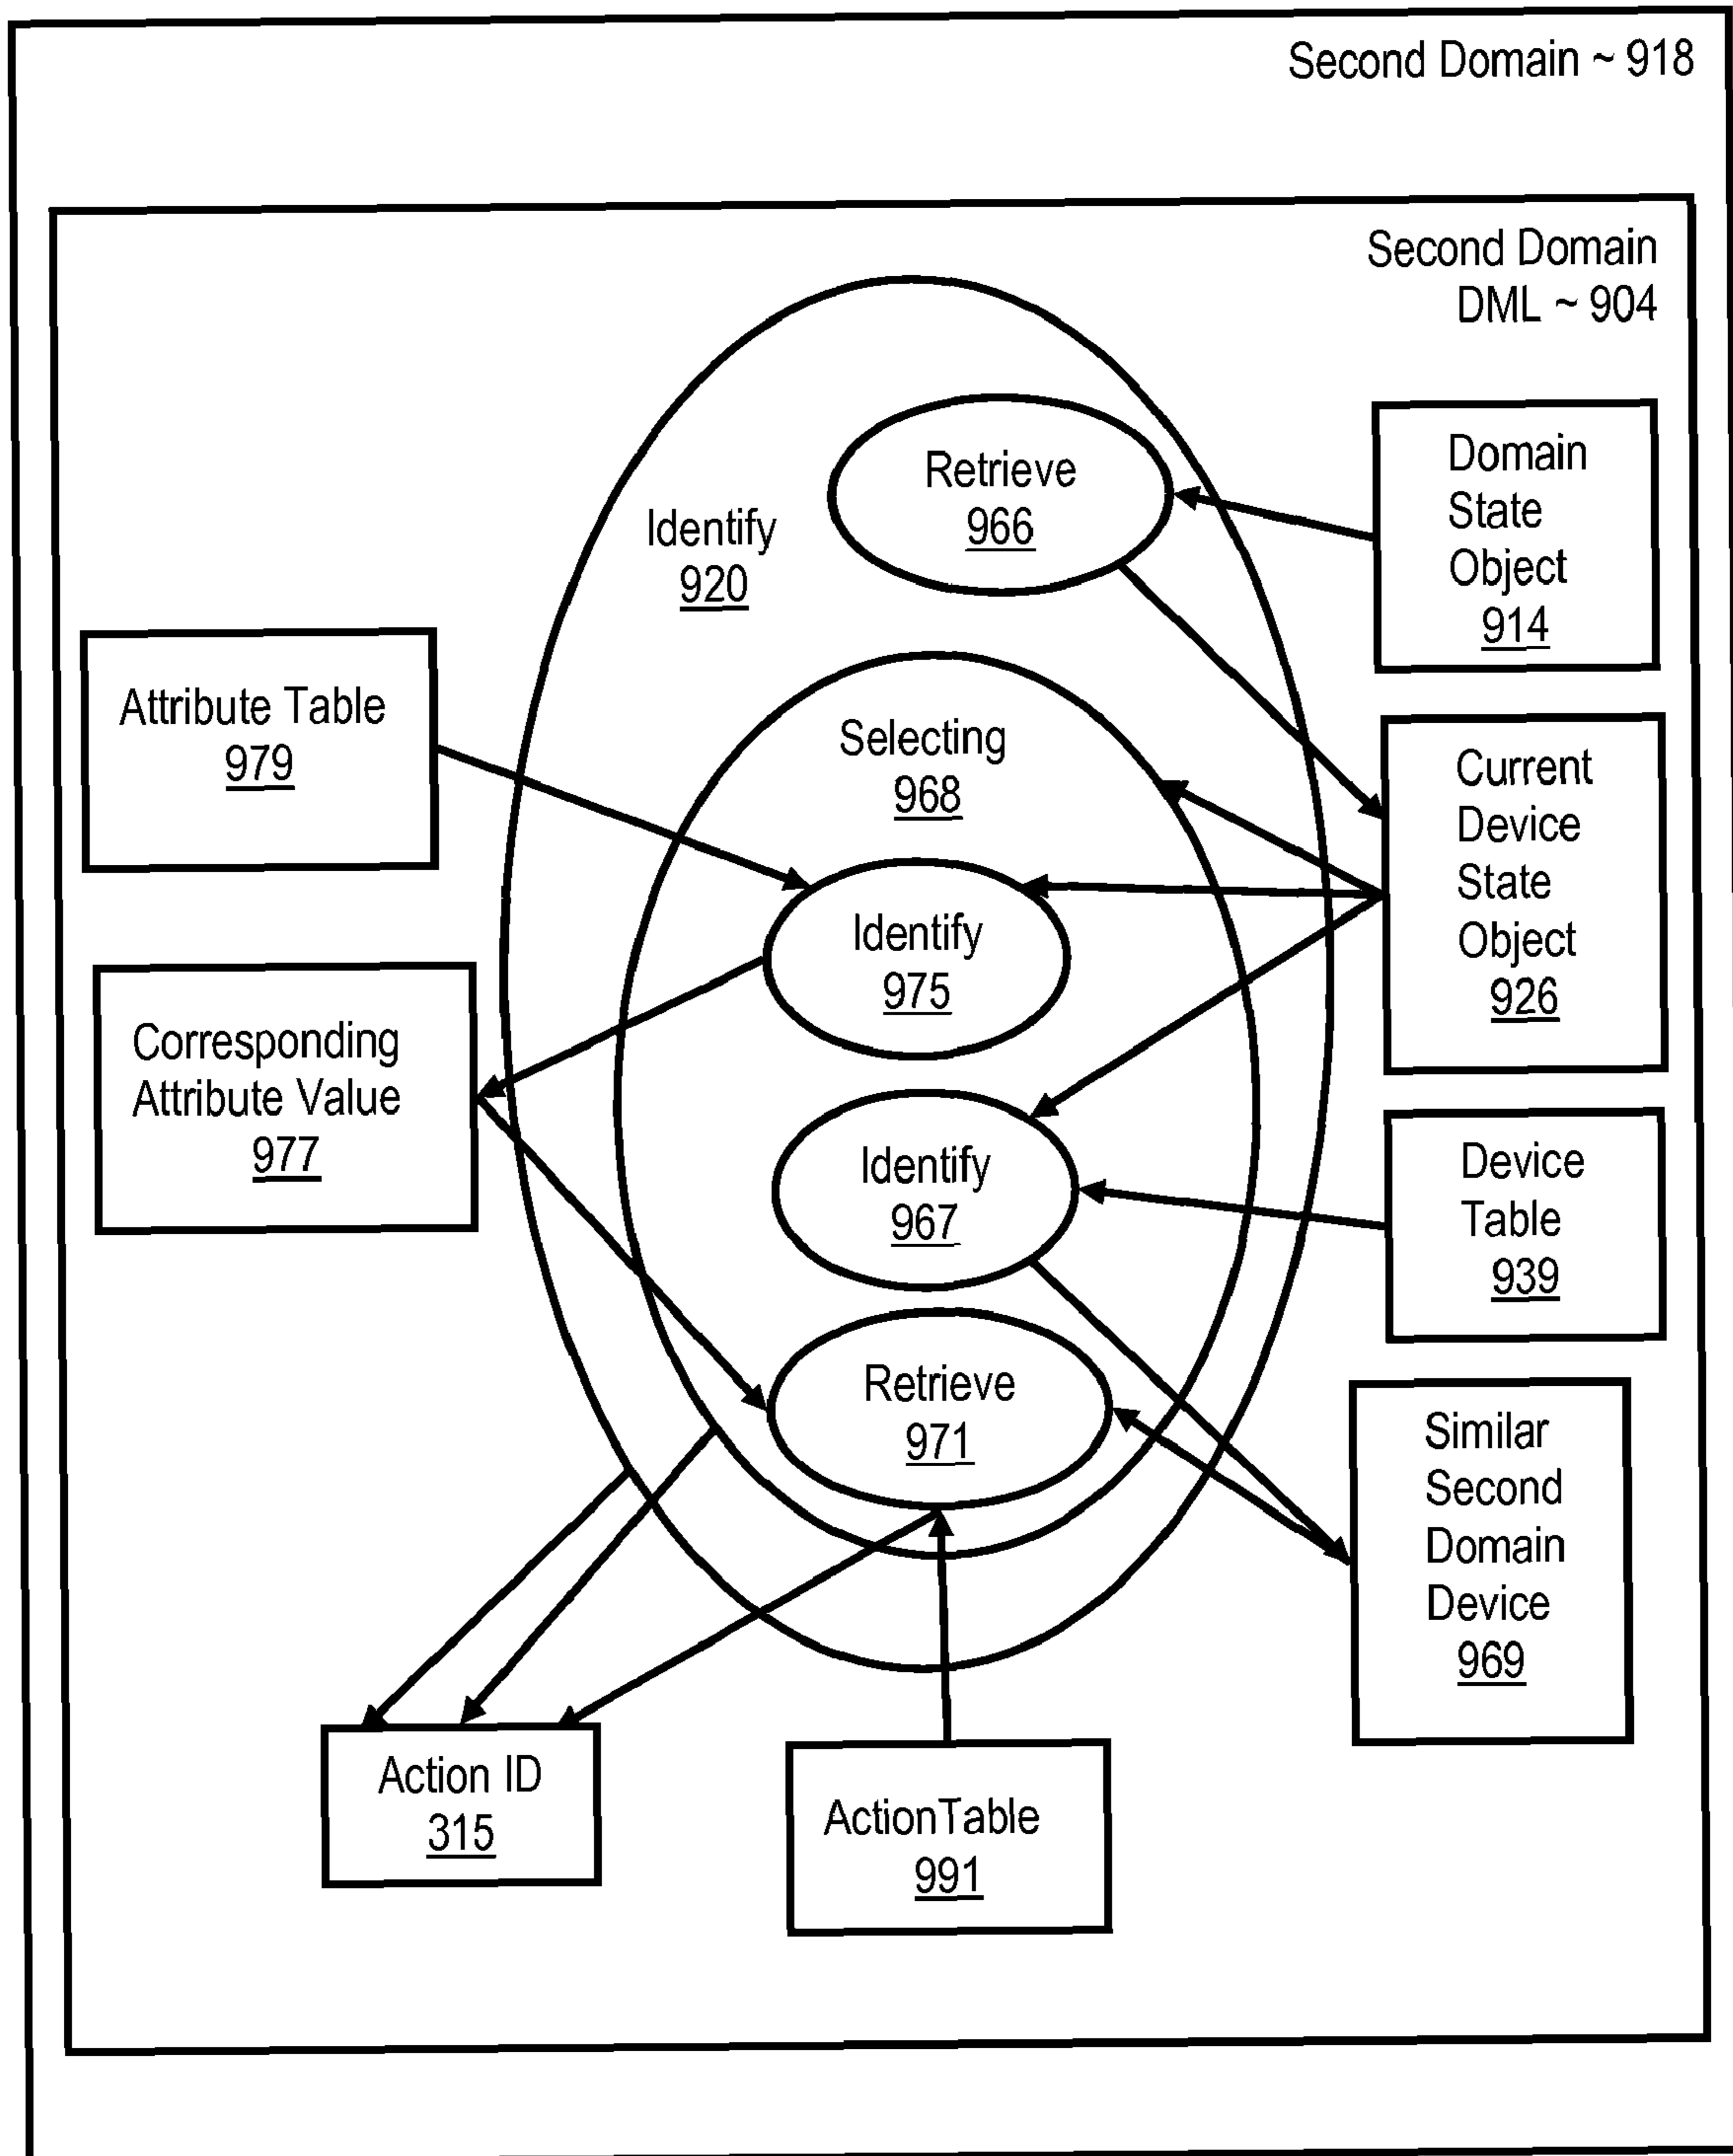 Second Domain ~ 918
Second Domain
DML ~ 904
Retrieve
966
Identify
920
Domain
State
Object
914
Attribute Table
979
Selecting
968
Current
Device
State
Object
926
Identify
975
Corresponding
Attribute Value
977
Identify
967
Device
Table
939
Retrieve
971
Similar
Second
Domain
Device
969
Action ID
315
ActionTable
991